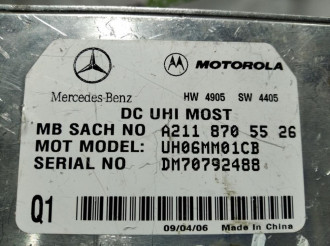 MOTOROLA
Mercedes-Benz HW 4905 SW 4405
DC UHI MOST
MB SACH NO A211 870 55 26
MOT MODEL: UH06MM01CB
SERIAL NO DM70792488
Q1
09/04/06 Made in China